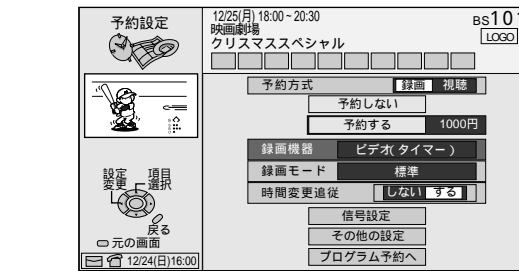 予約設定
12/25(月) 18:00~20:30
映画劇場
クリスマススペシャル
BS101
LOGO
予約方式 録画 視聴
予約しない
予約する 1000円
録画機器 ビデオ(タイマー)
録画モード 標準
時間変更追従 しない する
信号設定
その他の設定
プログラム予約へ
設定 項目
変更 選択
戻る
元の画面
12/24(日)16:00